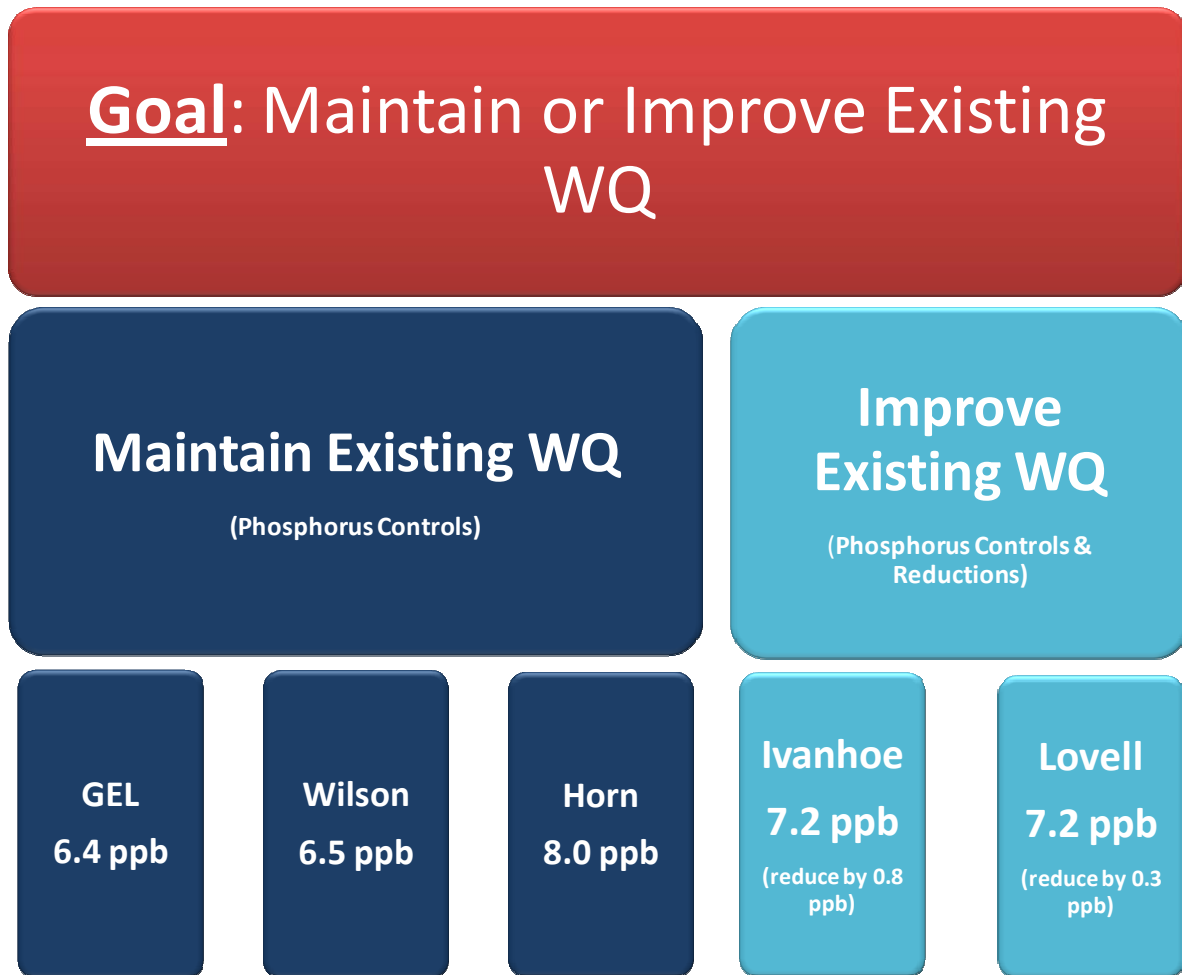 Goal: Maintain or Improve Existing
WQ
Maintain Existing WQ
(Phosphorus Controls)
Improve
Existing WQ
(Phosphorus Controls &
Reductions)
GEL
6.4 ppb
Wilson
6.5 ppb
Horn
8.0 ppb
Ivanhoe
7.2 ppb
(reduce by 0.8
ppb)
Lovell
7.2 ppb
(reduce by 0.3
ppb)